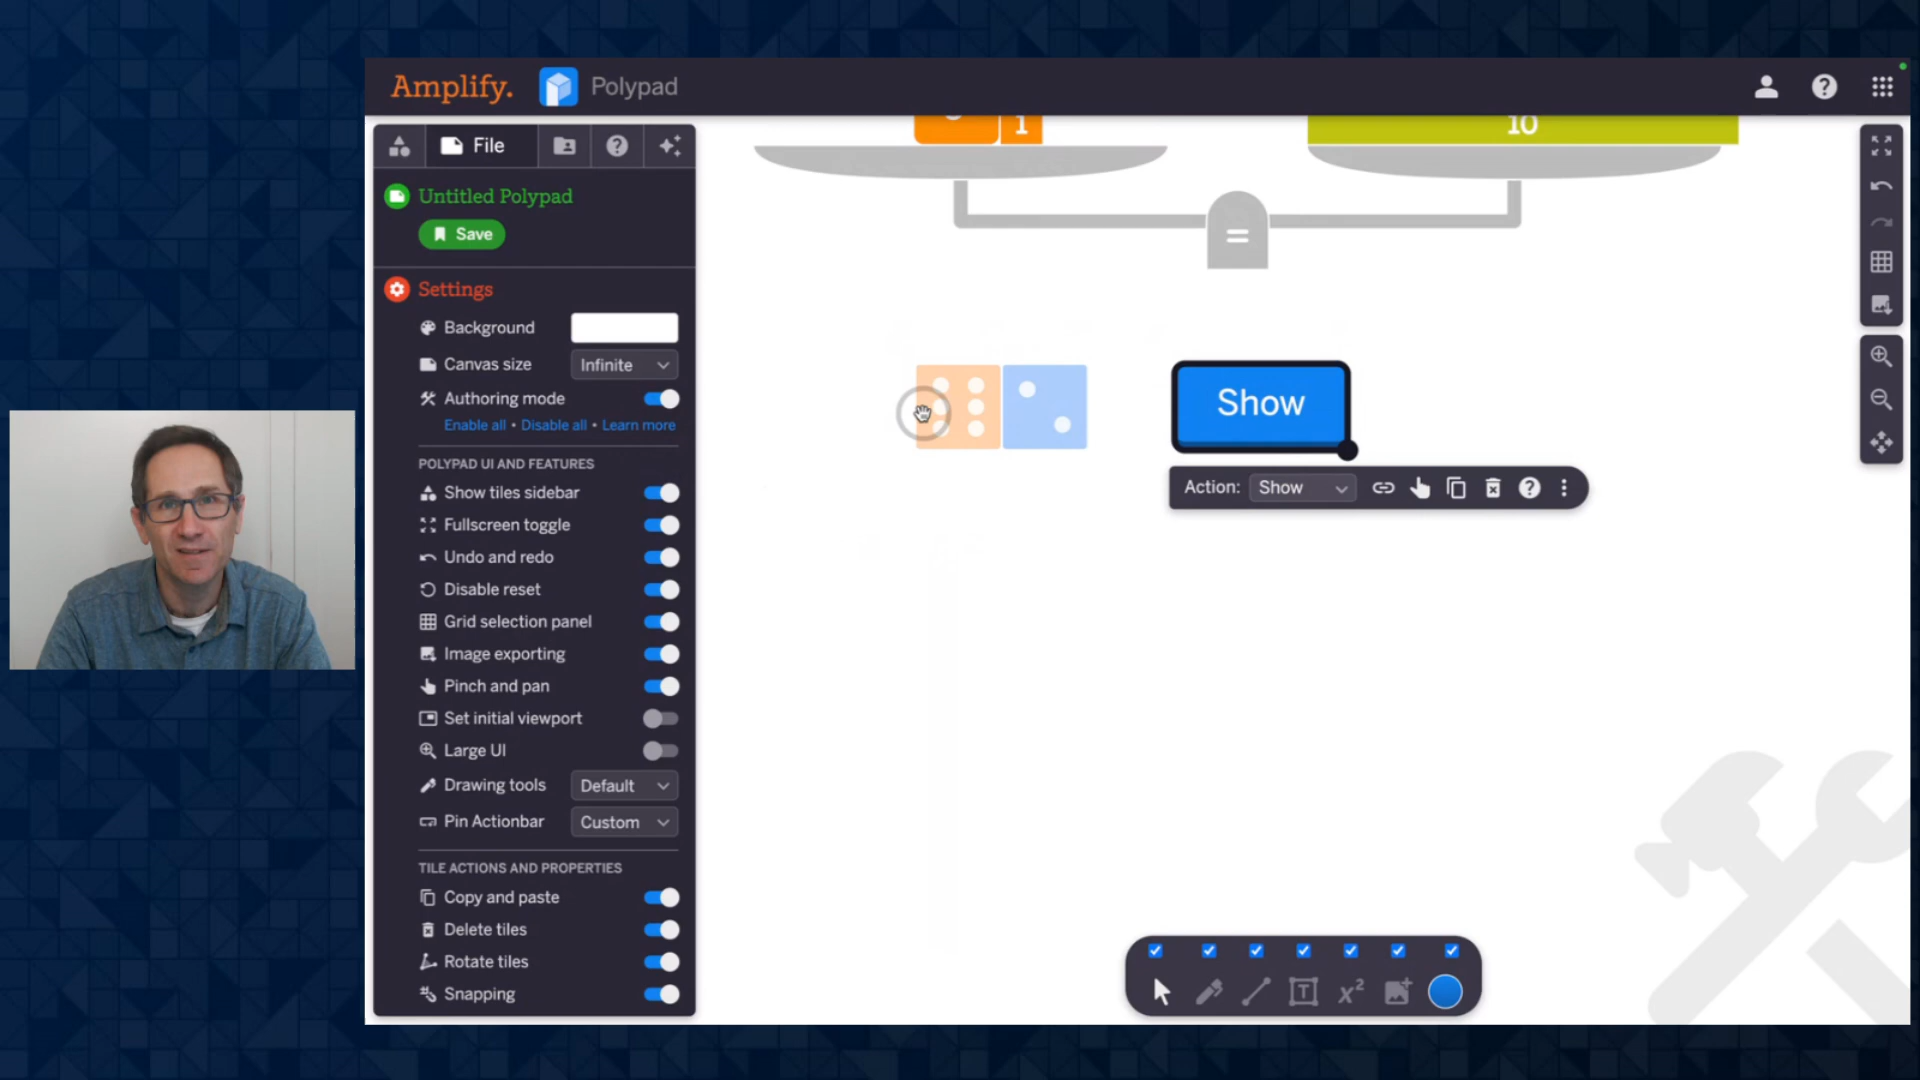 Amplify. Polypad
File
Untitled Polypad
Save
Settings
Background
Canvas size Infinite
Authoring mode
Enable all • Disable all • Learn more
POLYPAD UI AND FEATURES
Show tiles sidebar
Fullscreen toggle
Undo and redo
Disable reset
Grid selection panel
Image exporting
Pinch and pan
Set initial viewport
Large UI
Drawing tools Default
Pin Actionbar Custom
TILE ACTIONS AND PROPERTIES
Copy and paste
Delete tiles
Rotate tiles
Snapping
1
10
=
Show
Action: Show
T
x²